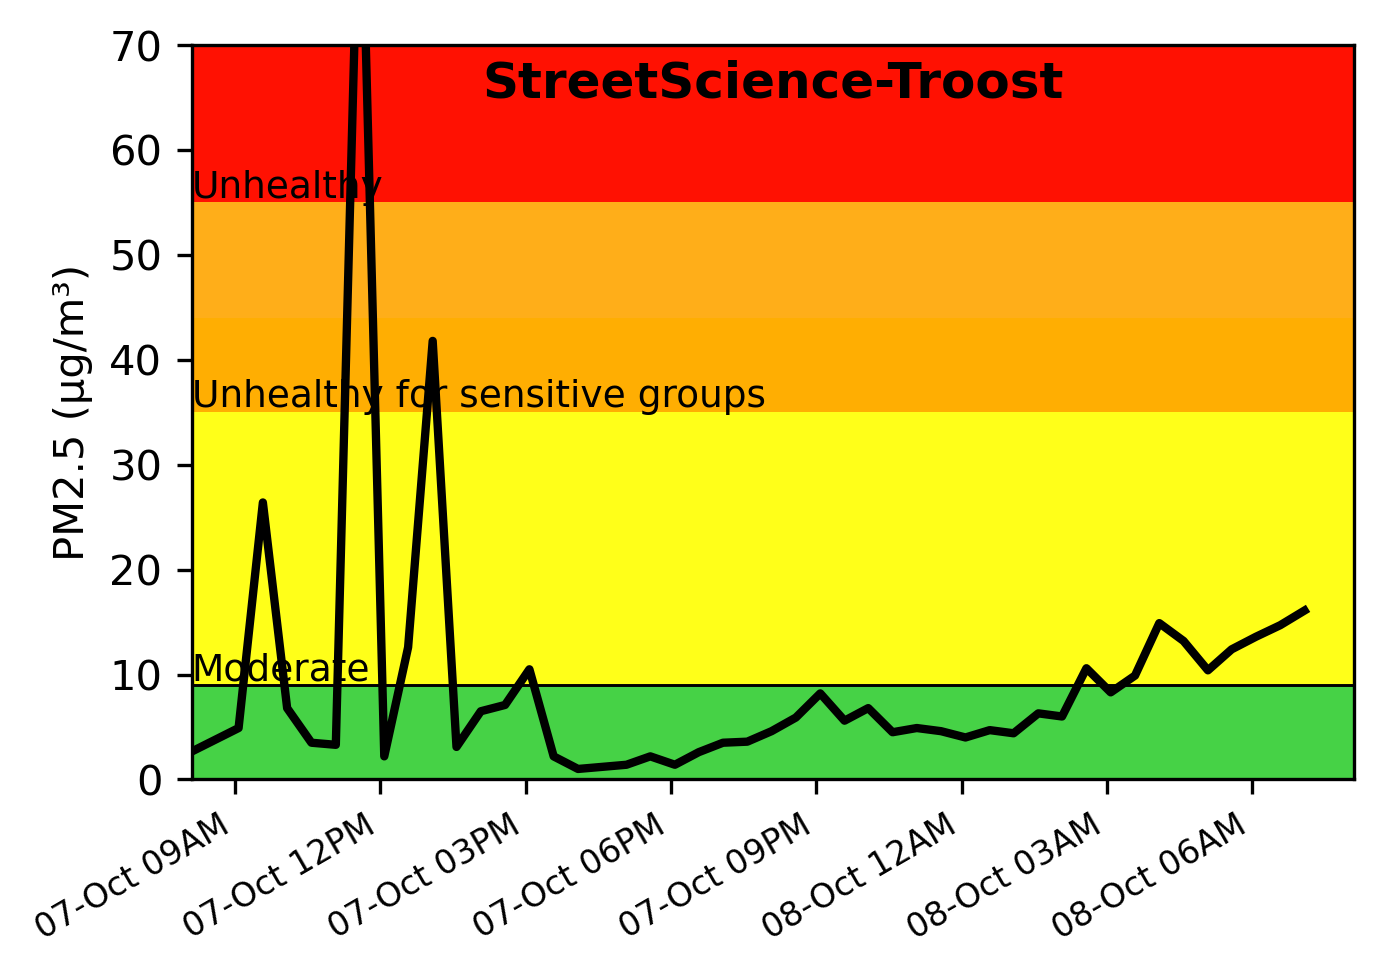 StreetScience-Troost
PM2.5 (µg/m³)
70
60
50
40
30
20
10
0
Unhealthy
Unhealthy for sensitive groups
Moderate
07-Oct 09AM
07-Oct 12PM
07-Oct 03PM
07-Oct 06PM
07-Oct 09PM
08-Oct 12AM
08-Oct 03AM
08-Oct 06AM